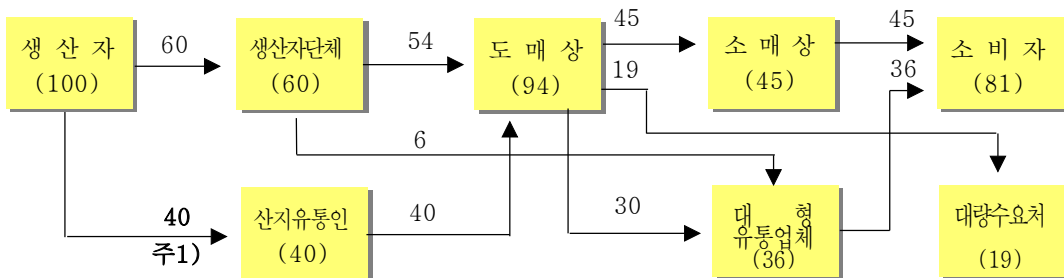 생 산 자
(100)
60
생산자단체
(60)
54
도 매 상
(94)
45
19
소 매 상
(45)
45
36
소 비 자
(81)
6
40
주1)
산지유통인
(40)
40
30
대 형
유통업체
(36)
대량수요처
(19)